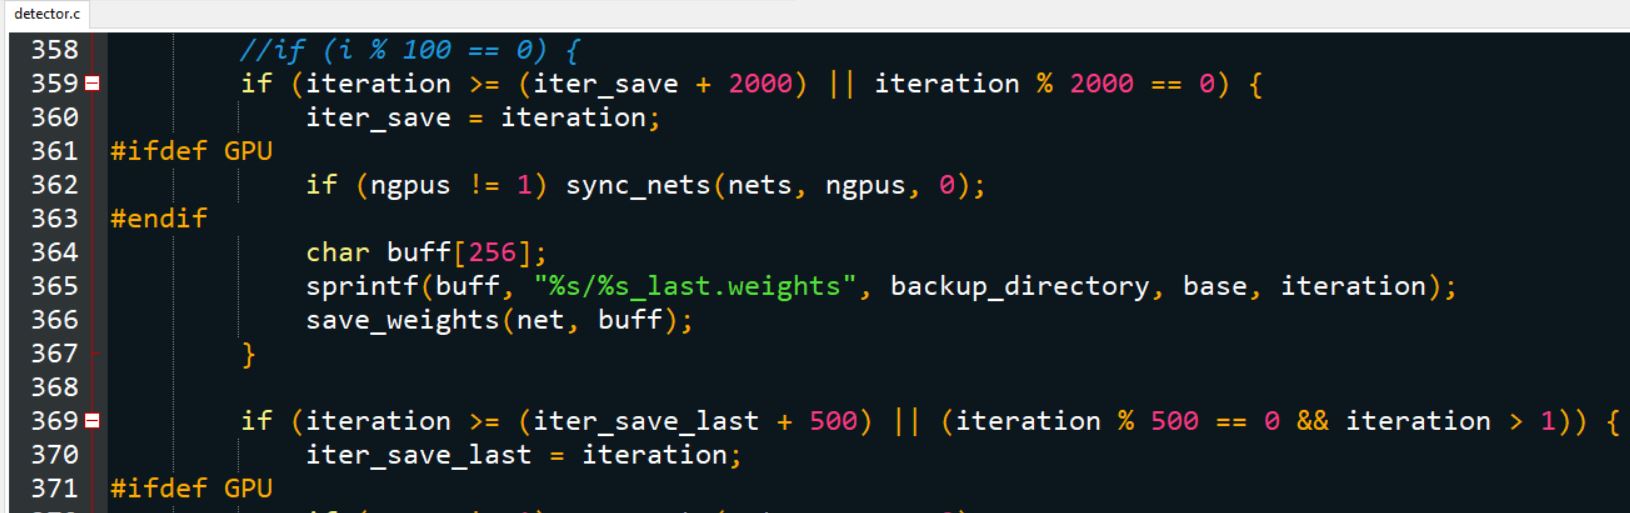 detector.c
358 //if (i % 100 == 0) {
359 if (iteration >= (iter_save + 2000) || iteration % 2000 == 0) {
360 iter_save = iteration;
361 #ifdef GPU
362 if (ngpus != 1) sync_nets(nets, ngpus, 0);
363 #endif
364 char buff[256];
365 sprintf(buff, "%s/%s_last.weights", backup_directory, base, iteration);
366 save_weights(net, buff);
367 }
368
369 if (iteration >= (iter_save_last + 500) || (iteration % 500 == 0 && iteration > 1)) {
370 iter_save_last = iteration;
371 #ifdef GPU